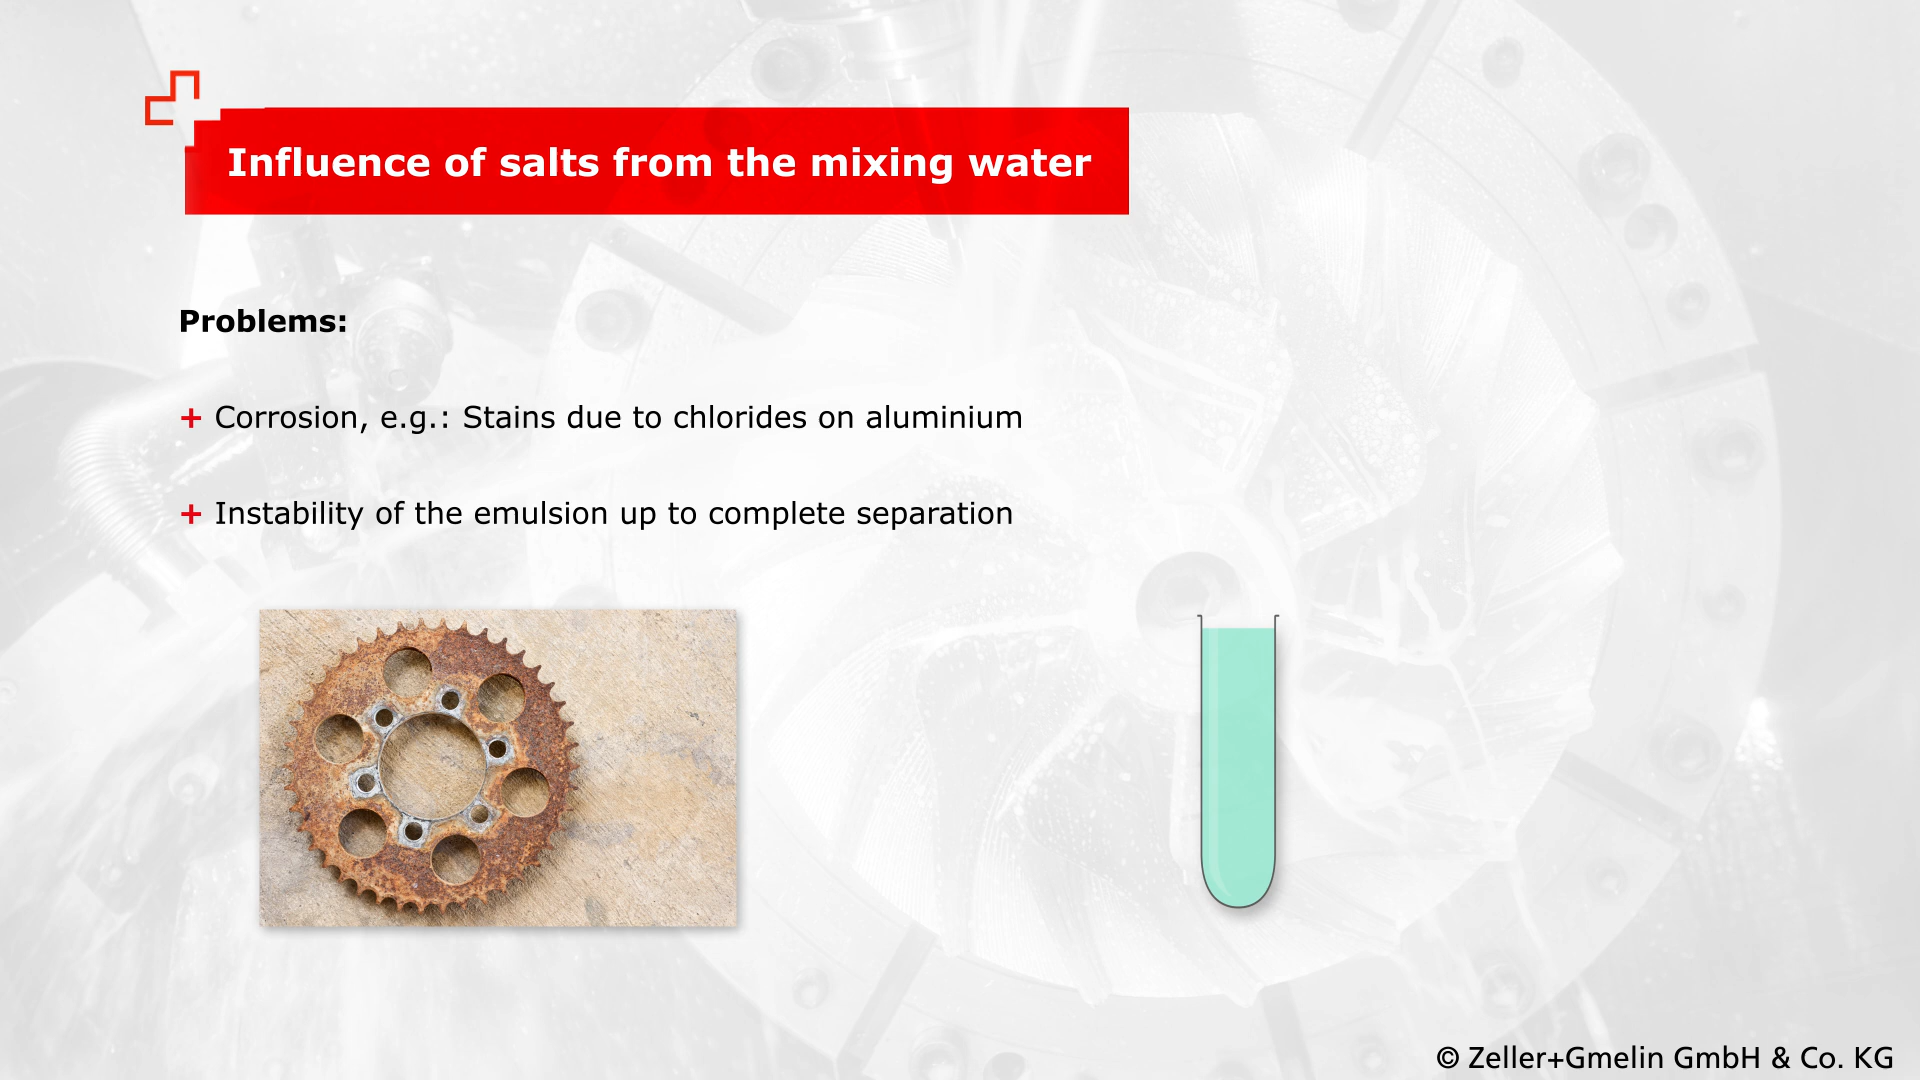 Influence of salts from the mixing water
Problems:
+ Corrosion, e.g.: Stains due to chlorides on aluminium
+ Instability of the emulsion up to complete separation
© Zeller+Gmelin GmbH & Co. KG